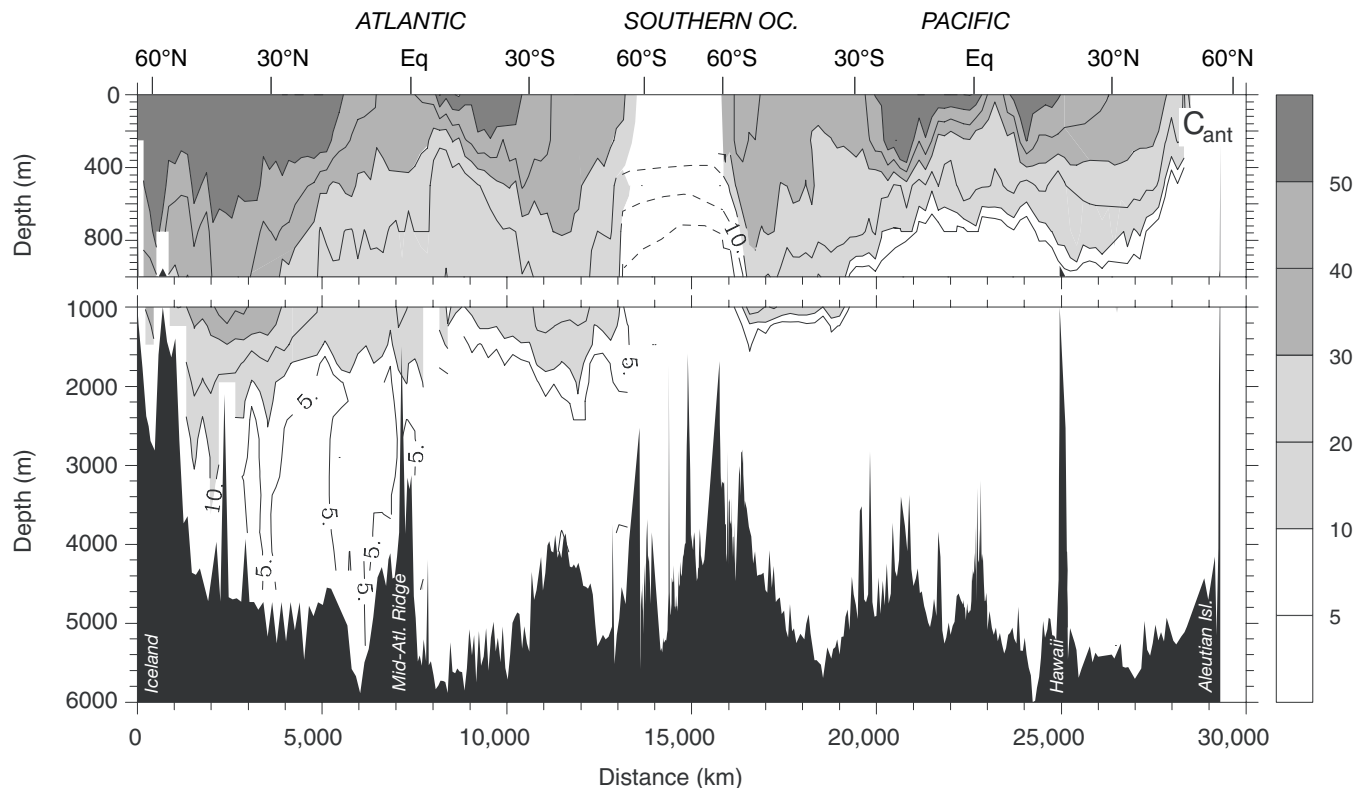 ATLANTIC SOUTHERN OC. PACIFIC
60°N 30°N Eq 30°S 60°S 60°S 30°S Eq 30°N 60°N
0
400
800
Depth (m)
Cant
10.
1000
2000
3000
4000
5000
6000
Depth (m)
5.
5.
5.
10.
5.
5.
5.
5.
Iceland
Mid-Atl. Ridge
Hawaii
Aleutian Isl.
50
40
30
20
10
5
0 5,000 10,000 15,000 20,000 25,000 30,000
Distance (km)